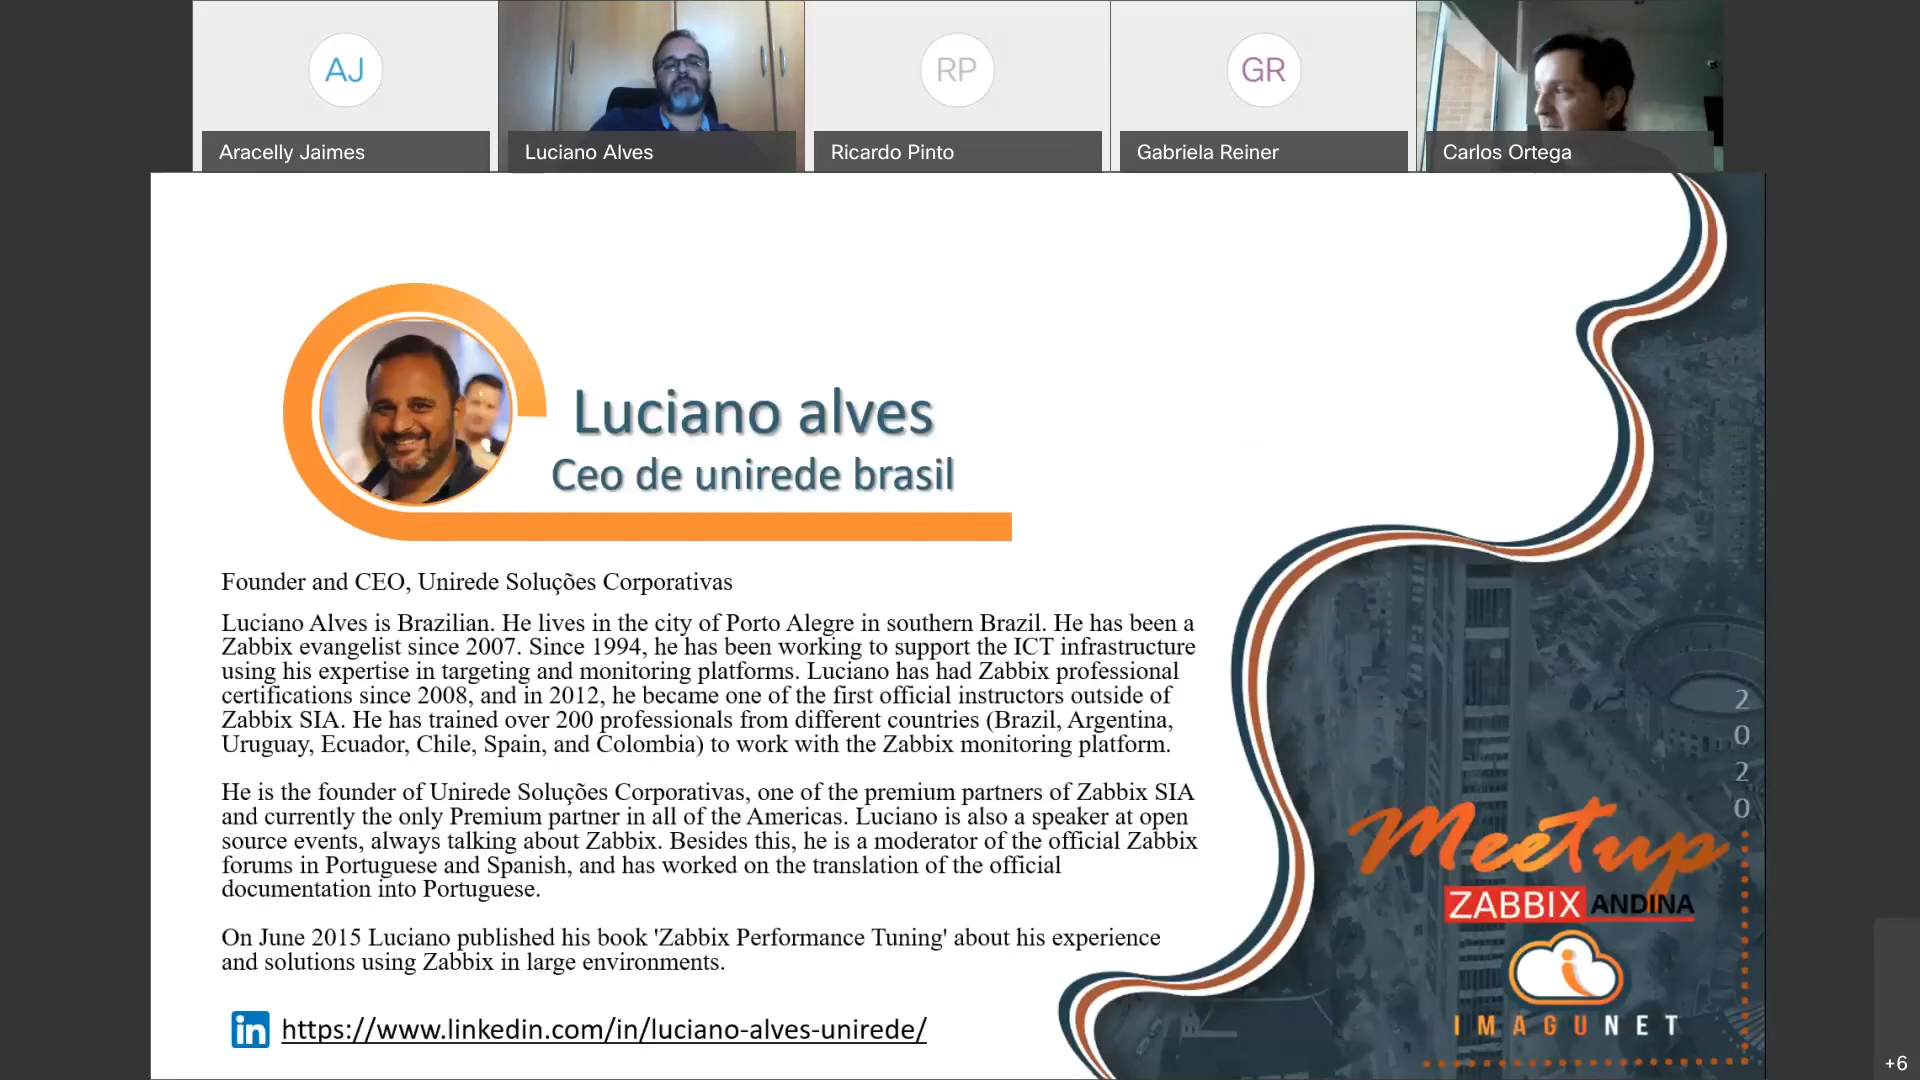 AJ
RP
GR
Aracelly Jaimes
Luciano Alves
Ricardo Pinto
Gabriela Reiner
Carlos Ortega
Luciano alves
Ceo de unirede brasil
Founder and CEO, Unirede Soluções Corporativas
Luciano Alves is Brazilian. He lives in the city of Porto Alegre in southern Brazil. He has been a
Zabbix evangelist since 2007. Since 1994, he has been working to support the ICT infrastructure
using his expertise in targeting and monitoring platforms. Luciano has had Zabbix professional
certifications since 2008, and in 2012, he became one of the first official instructors outside of
Zabbix SIA. He has trained over 200 professionals from different countries (Brazil, Argentina,
Uruguay, Ecuador, Chile, Spain, and Colombia) to work with the Zabbix monitoring platform.
He is the founder of Unirede Soluções Corporativas, one of the premium partners of Zabbix SIA
and currently the only Premium partner in all of the Americas. Luciano is also a speaker at open
source events, always talking about Zabbix. Besides this, he is a moderator of the official Zabbix
forums in Portuguese and Spanish, and has worked on the translation of the official
documentation into Portuguese.
On June 2015 Luciano published his book 'Zabbix Performance Tuning' about his experience
and solutions using Zabbix in large environments.
in https://www.linkedin.com/in/luciano-alves-unirede/
2020
Meetup
ZABBIX ANDINA
IMAGUNET
+6